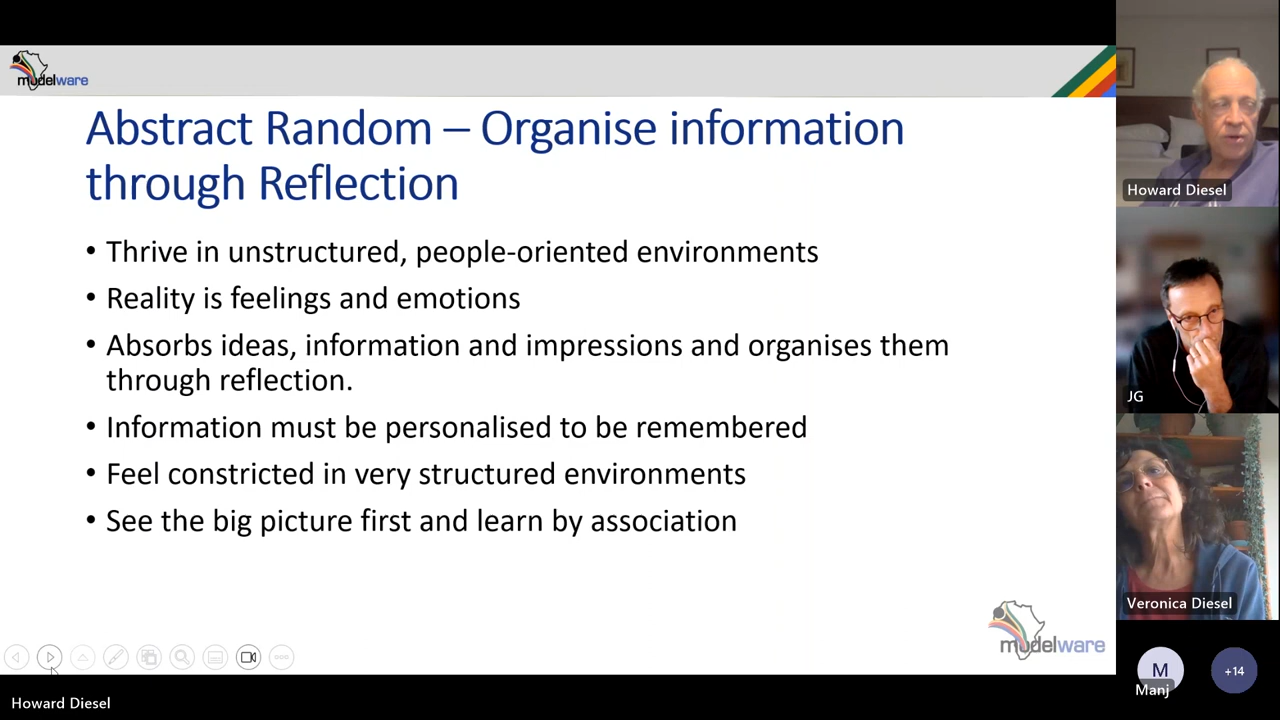 modelware
Abstract Random – Organise information
through Reflection
• Thrive in unstructured, people-oriented environments
• Reality is feelings and emotions
• Absorbs ideas, information and impressions and organises them
through reflection.
• Information must be personalised to be remembered
• Feel constricted in very structured environments
• See the big picture first and learn by association
modelware
Howard Diesel
Howard Diesel
JG
Veronica Diesel
M
Manj
+14